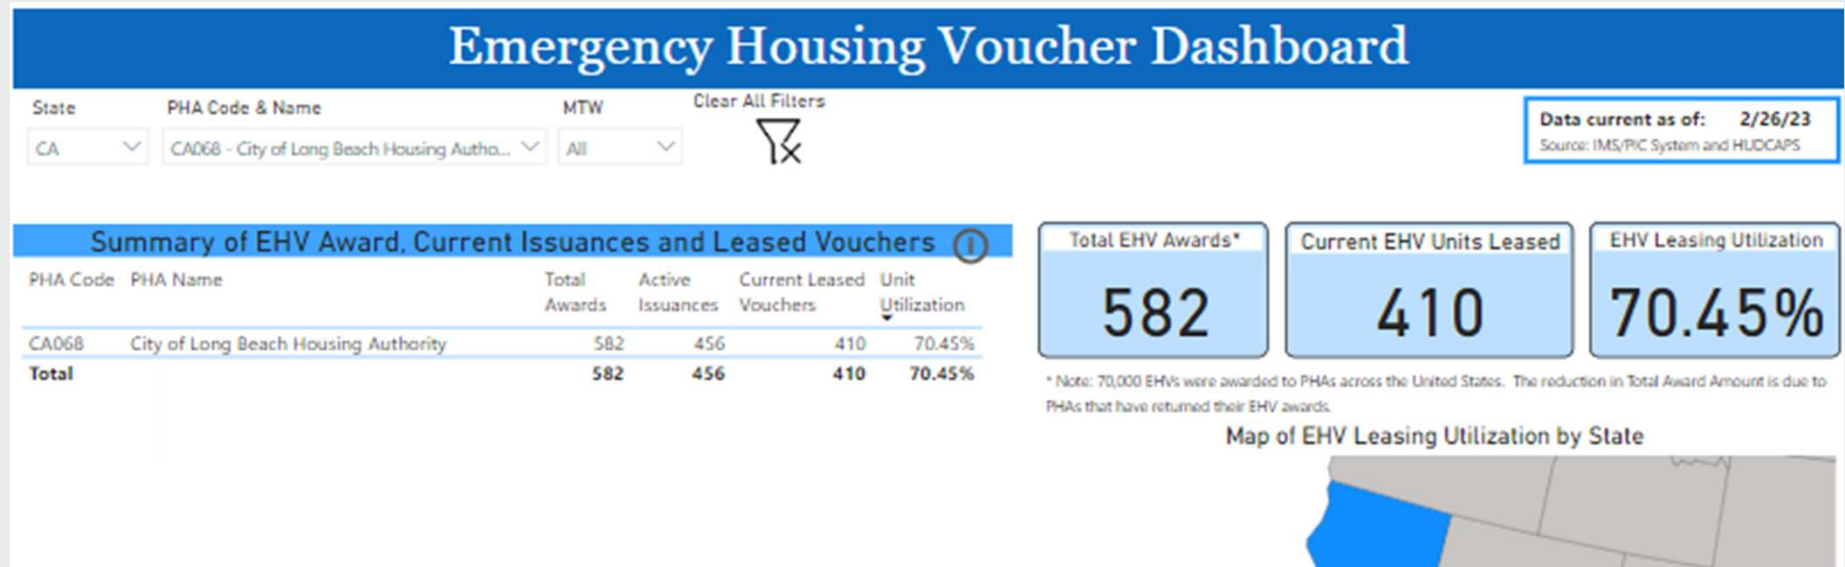 Emergency Housing Voucher Dashboard
State
PHA Code & Name
MTW
Clear All Filters
CA
CA068 - City of Long Beach Housing Autho...
All
Data current as of: 2/26/23
Source: IMS/PIC System and HUDCAPS
Summary of EHV Award, Current Issuances and Leased Vouchers
PHA Code PHA Name Total Awards Active Issuances Current Leased Vouchers Unit Utilization
CA068 City of Long Beach Housing Authority 582 456 410 70.45%
Total 582 456 410 70.45%
Total EHV Awards*
582
Current EHV Units Leased
410
EHV Leasing Utilization
70.45%
* Note: 70,000 EHVs were awarded to PHAs across the United States. The reduction in Total Award Amount is due to
PHAs that have returned their EHV awards.
Map of EHV Leasing Utilization by State